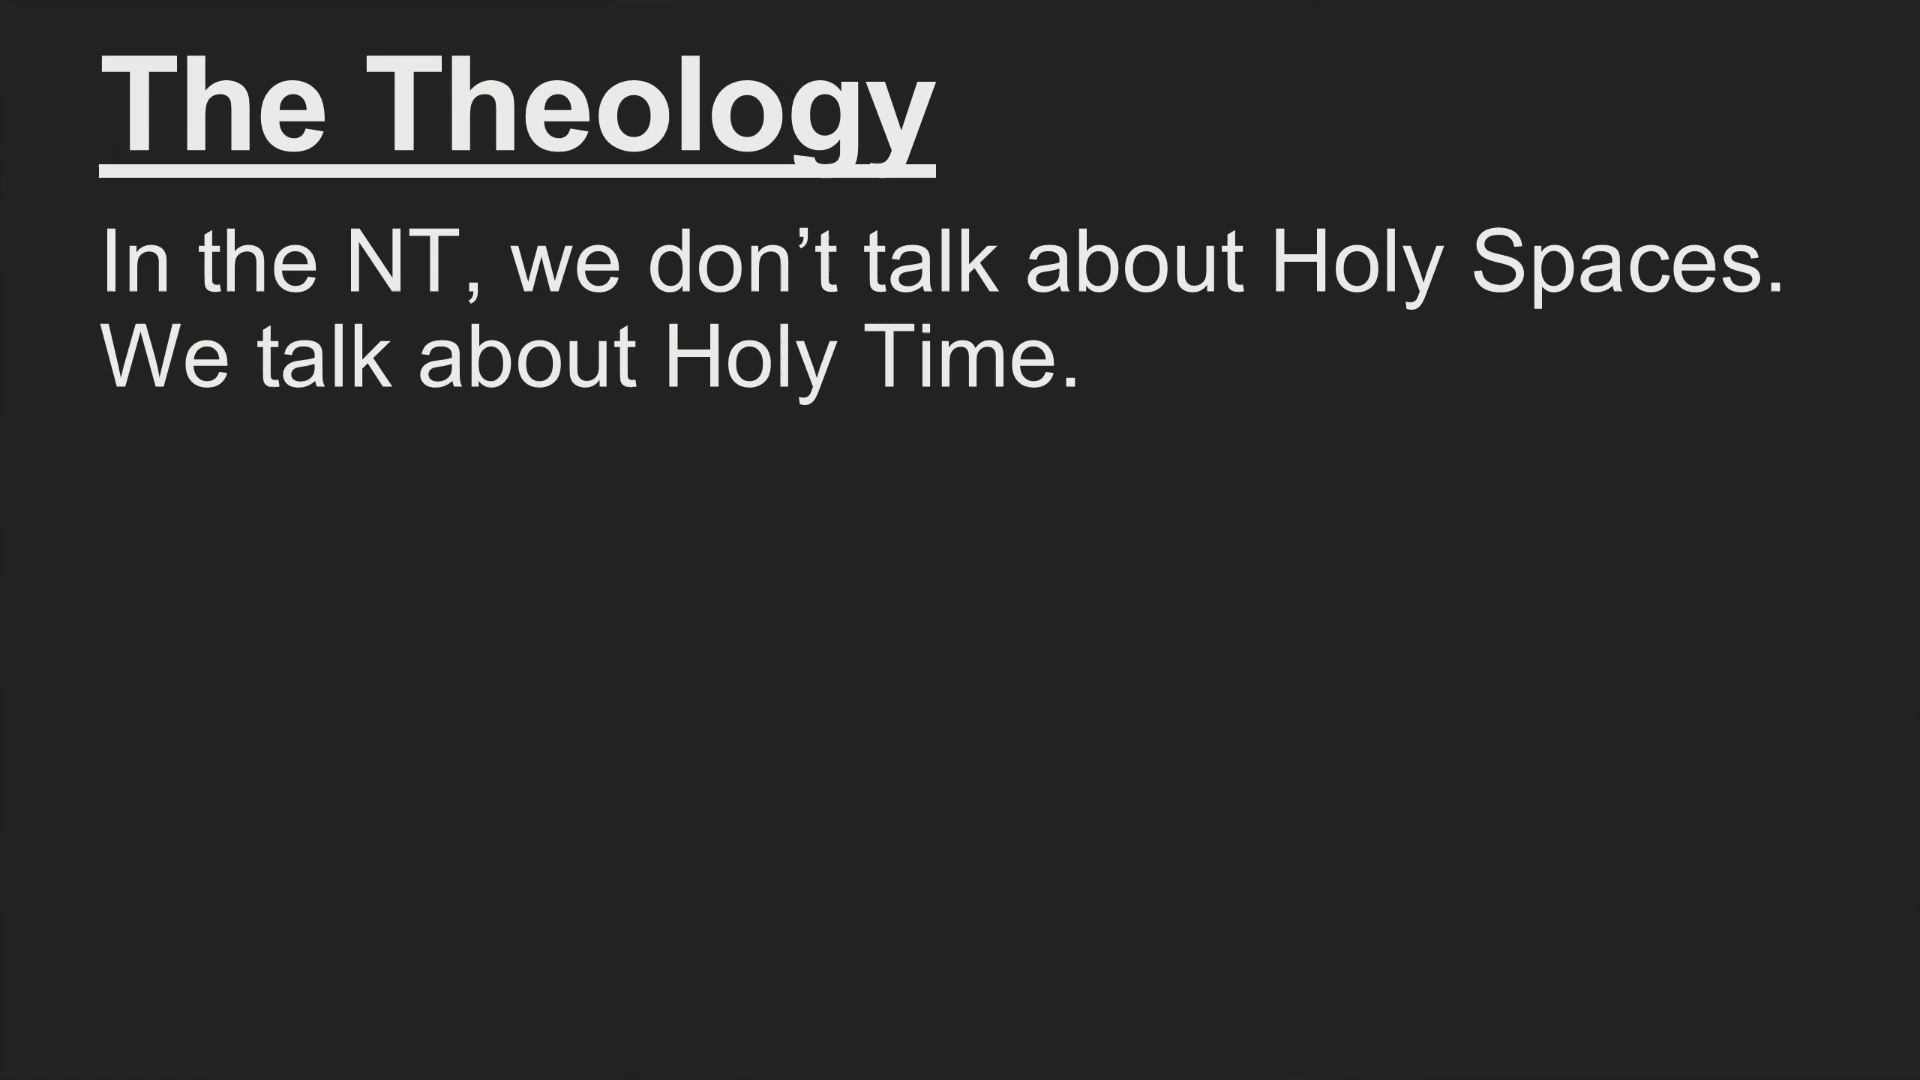 The Theology
In the NT, we don’t talk about Holy Spaces.
We talk about Holy Time.